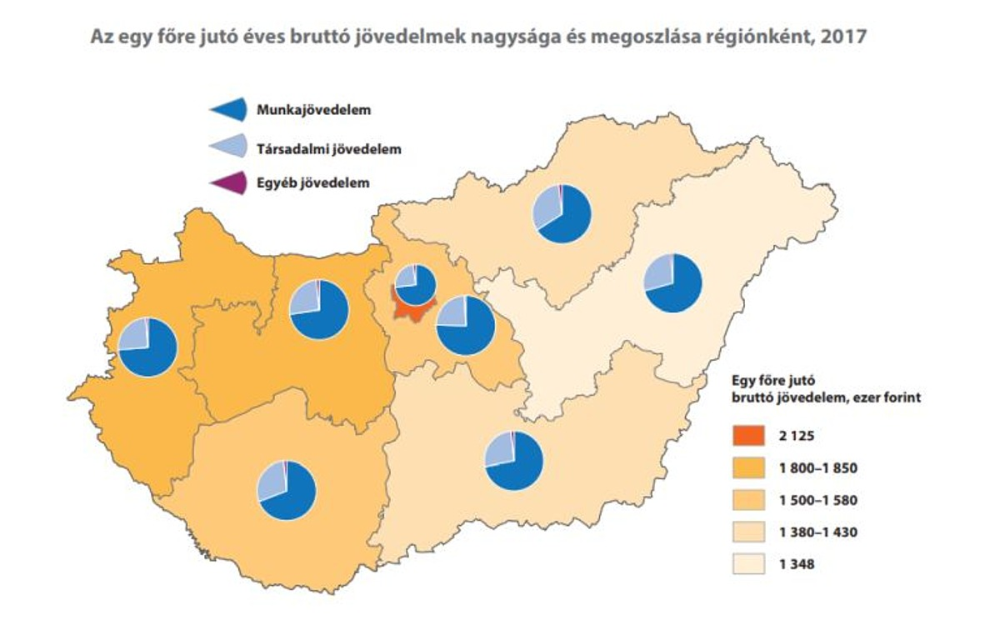 Az egy főre jutó éves bruttó jövedelmek nagysága és megoszlása régiónként, 2017
Munkajövedelem
Társadalmi jövedelem
Egyéb jövedelem
Egy főre jutó
bruttó jövedelem, ezer forint
2 125
1 800–1 850
1 500–1 580
1 380–1 430
1 348